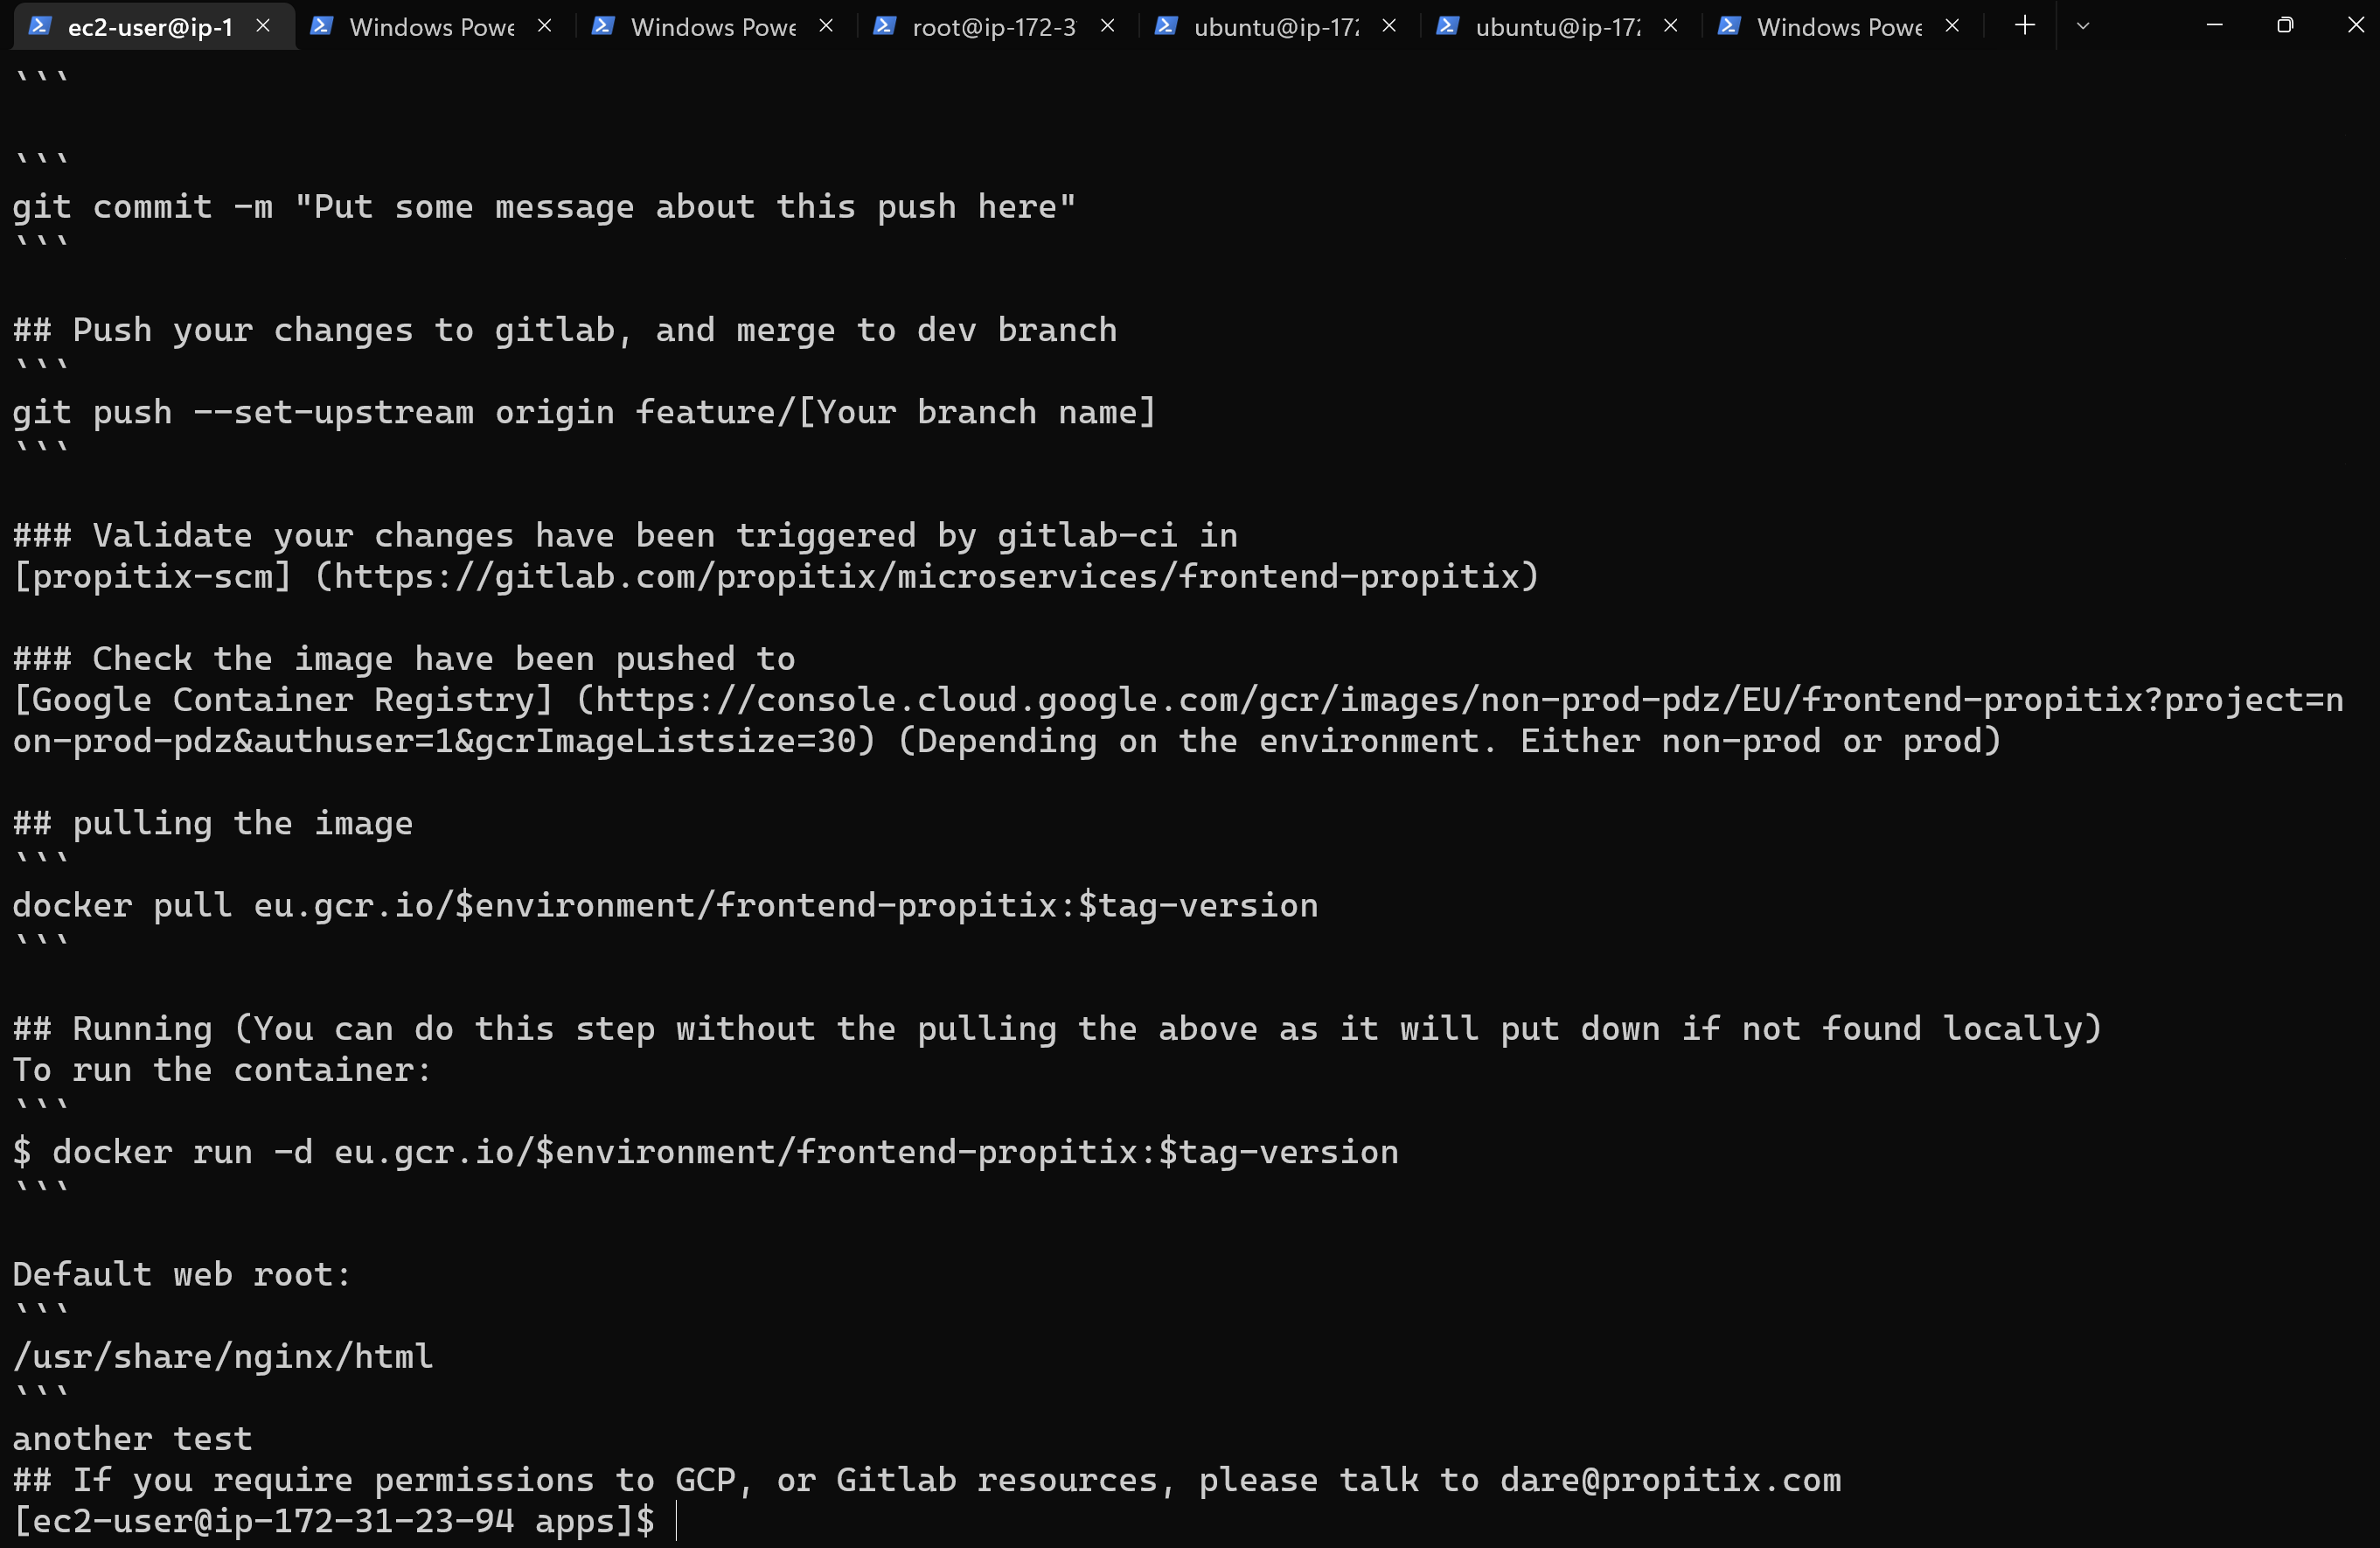 ec2-user@ip-1 Windows Powe Windows Powe root@ip-172-3 ubuntu@ip-17 ubuntu@ip-17 Windows Powe
```
```
git commit -m "Put some message about this push here"
```
## Push your changes to gitlab, and merge to dev branch
```
git push --set-upstream origin feature/[Your branch name]
```
### Validate your changes have been triggered by gitlab-ci in
[propitix-scm] (https://gitlab.com/propitix/microservices/frontend-propitix)
### Check the image have been pushed to
[Google Container Registry] (https://console.cloud.google.com/gcr/images/non-prod-pdz/EU/frontend-propitix?project=n
on-prod-pdz&authuser=1&gcrImageListsize=30) (Depending on the environment. Either non-prod or prod)
## pulling the image
```
docker pull eu.gcr.io/$environment/frontend-propitix:$tag-version
```
## Running (You can do this step without the pulling the above as it will put down if not found locally)
To run the container:
```
$ docker run -d eu.gcr.io/$environment/frontend-propitix:$tag-version
```
Default web root:
```
/usr/share/nginx/html
```
another test
## If you require permissions to GCP, or Gitlab resources, please talk to dare@propitix.com
[ec2-user@ip-172-31-23-94 apps]$